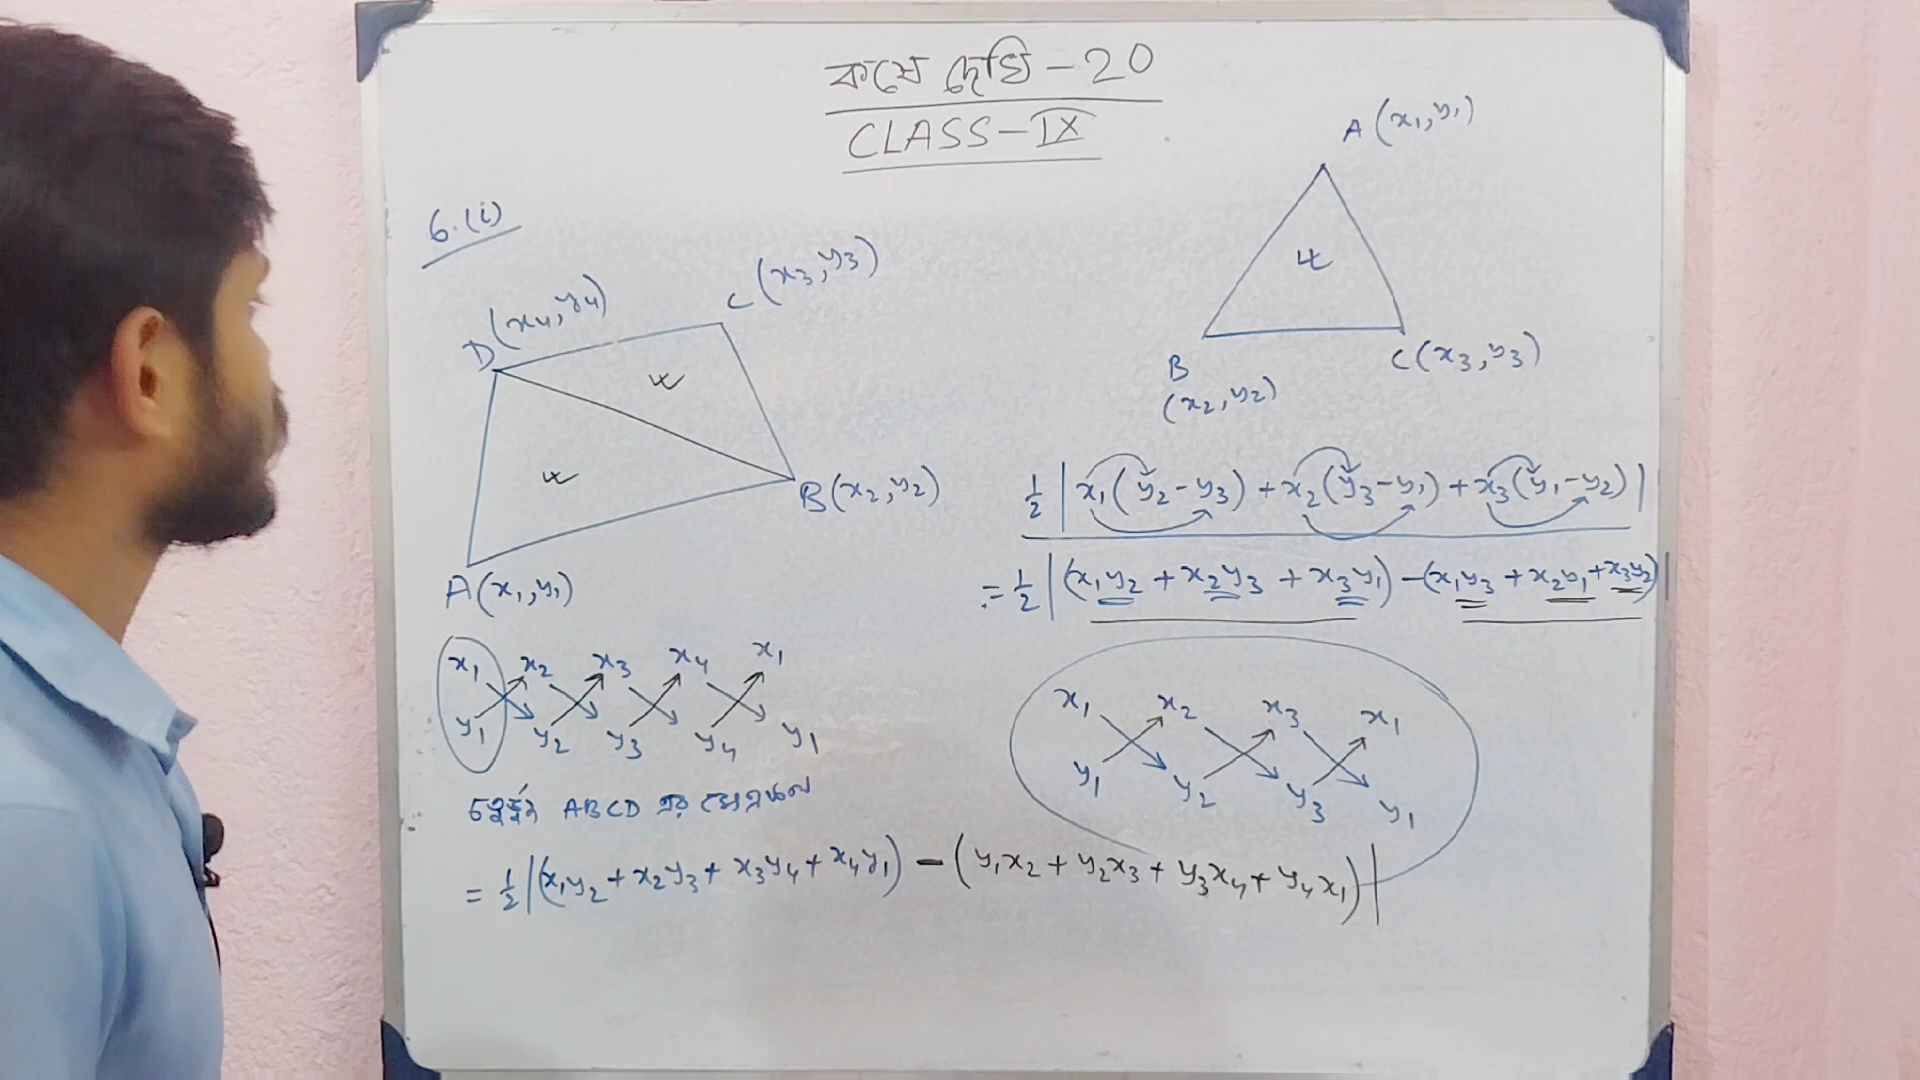 কষে দেখি - 20
CLASS - IX
6.(i)
D(x₄, y₄)
C(x₃, y₃)
B(x₂, y₂)
A(x₁, y₁)
A(x₁, y₁)
B
(x₂, y₂)
C(x₃, y₃)
½|x₁(y₂-y₃)+x₂(y₃-y₁)+x₃(y₁-y₂)|
=½|(x₁y₂+x₂y₃+x₃y₁)-(x₁y₃+x₂y₁+x₃y₂)|
x₁ x₂ x₃ x₄ x₁
y₁ y₂ y₃ y₄ y₁
x₁ x₂ x₃ x₁
y₁ y₂ y₃ y₁
চতুর্ভুজ ABCD এর ক্ষেত্রফল
=½|(x₁y₂+x₂y₃+x₃y₄+x₄y₁)-(y₁x₂+y₂x₃+y₃x₄+y₄x₁)|